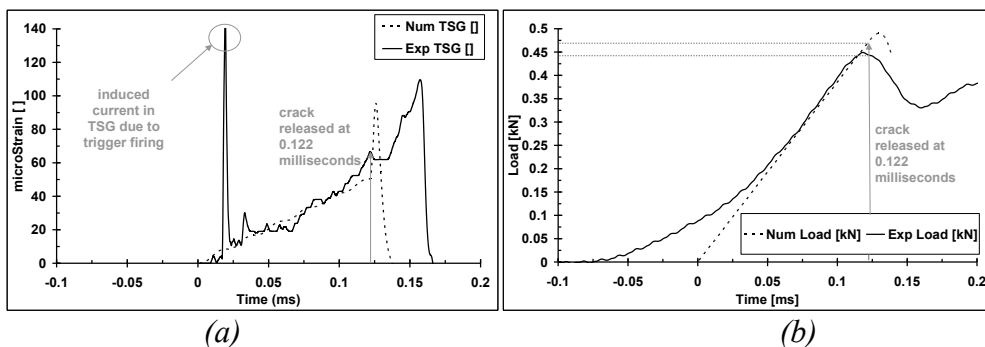 140
120
100
80
60
40
20
0
microStrain [ ]
-0.1
-0.05
0
0.05
0.1
0.15
0.2
Time (ms)
Num TSG []
Exp TSG []
induced
current in
TSG due to
trigger firing
crack
released at
0.122
milliseconds
(a)
0.5
0.45
0.4
0.35
0.3
0.25
0.2
0.15
0.1
0.05
0
Load [kN]
-0.1
-0.05
0
0.05
0.1
0.15
0.2
Time [ms]
crack
released at
0.122
milliseconds
Num Load [kN]
Exp Load [kN]
(b)